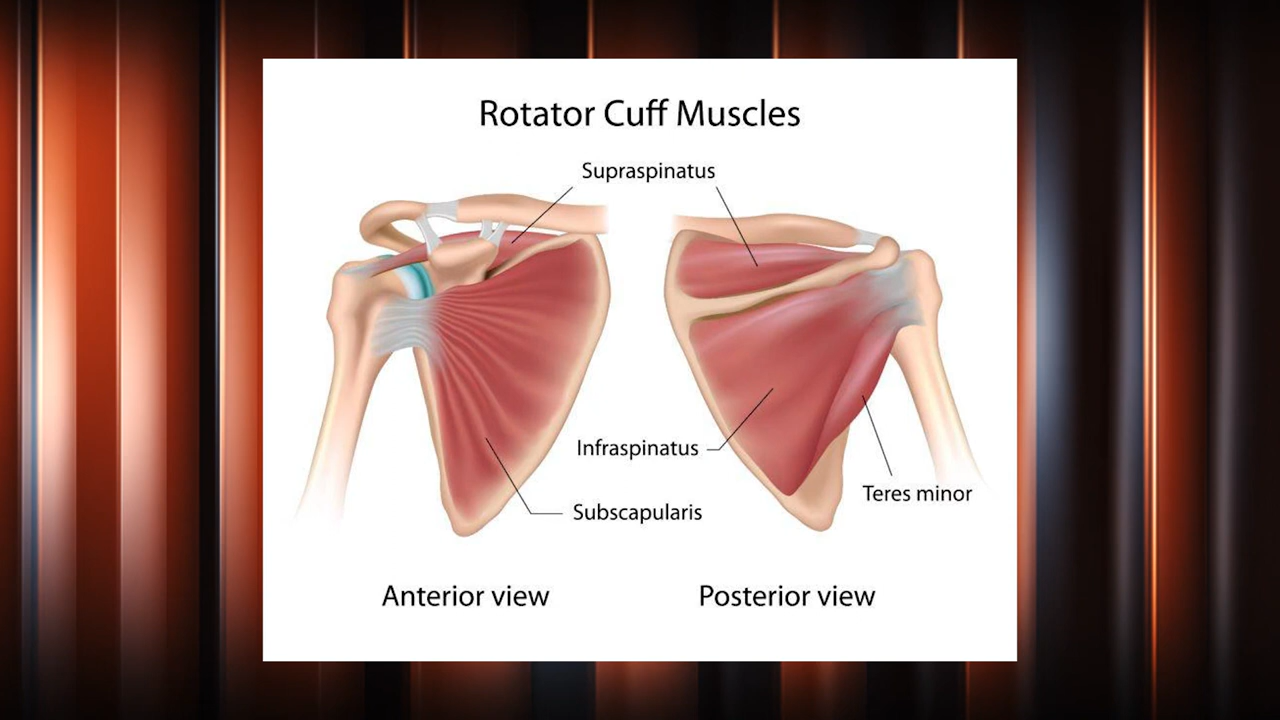 Rotator Cuff Muscles
Supraspinatus
Infraspinatus
Teres minor
Subscapularis
Anterior view
Posterior view